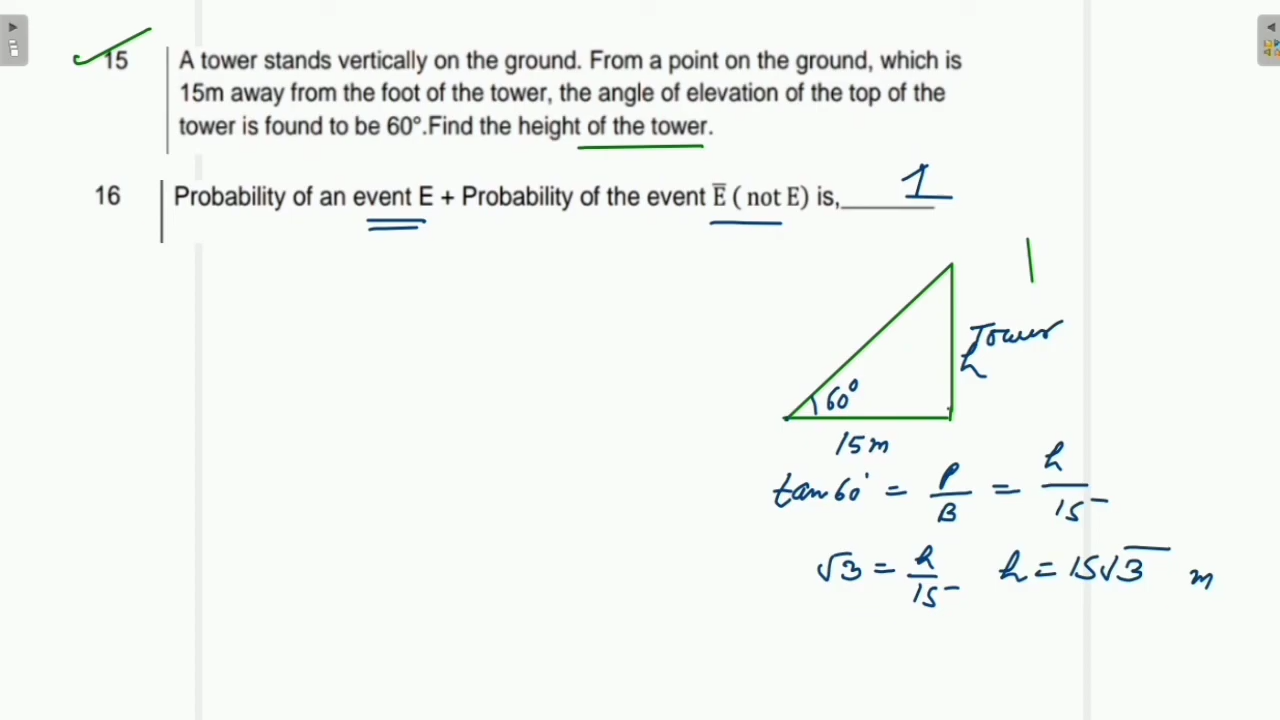 15 A tower stands vertically on the ground. From a point on the ground, which is
15m away from the foot of the tower, the angle of elevation of the top of the
tower is found to be 60°.Find the height of the tower.
16 Probability of an event E + Probability of the event E̅ ( not E) is,_______ 1
Tower
h
60°
15m
tan 60° = P/B = h/15
√3 = h/15 h = 15√3 m